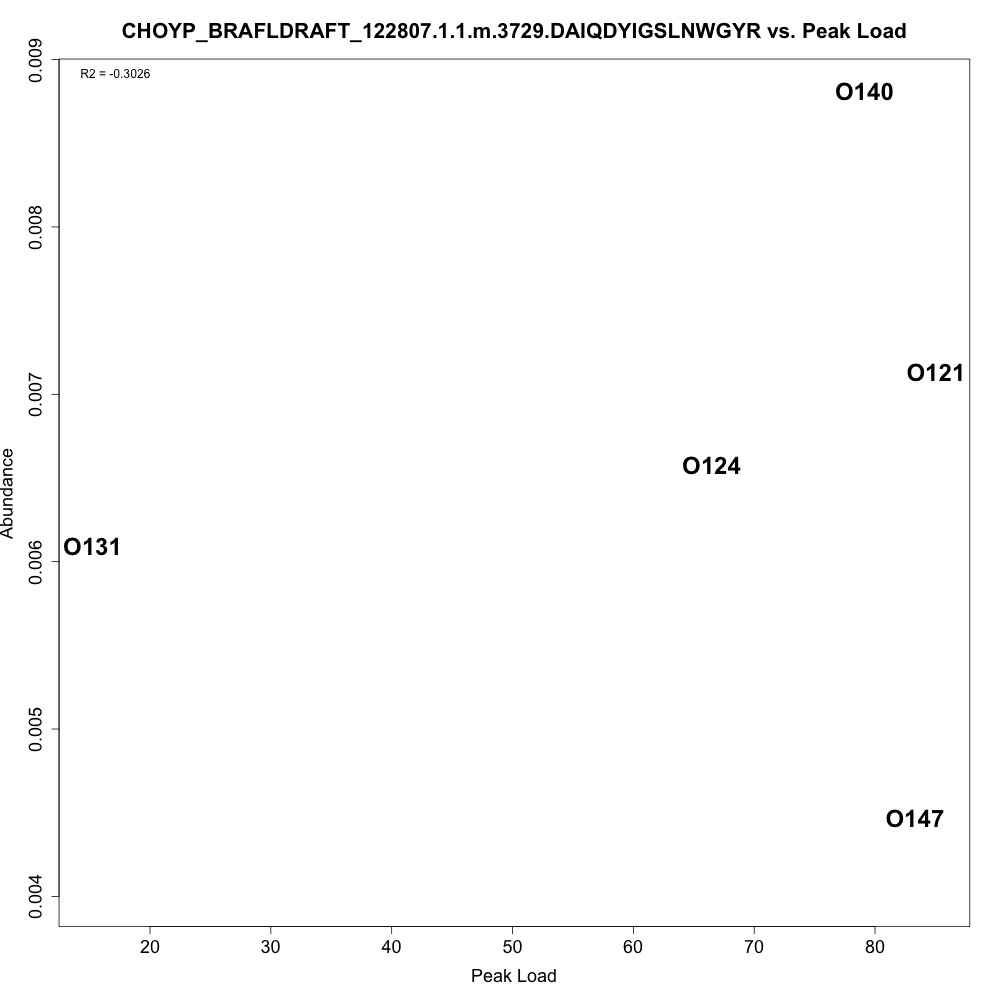 CHOYP_BRAFLDRAFT_122807.1.1.m.3729.DAIQDYIGSLNWGYR vs. Peak Load
R2 = -0.3026
0.009
O140
0.008
O121
0.007
O124
Abundance
O131
0.006
0.005
O147
0.004
20 30 40 50 60 70 80
Peak Load